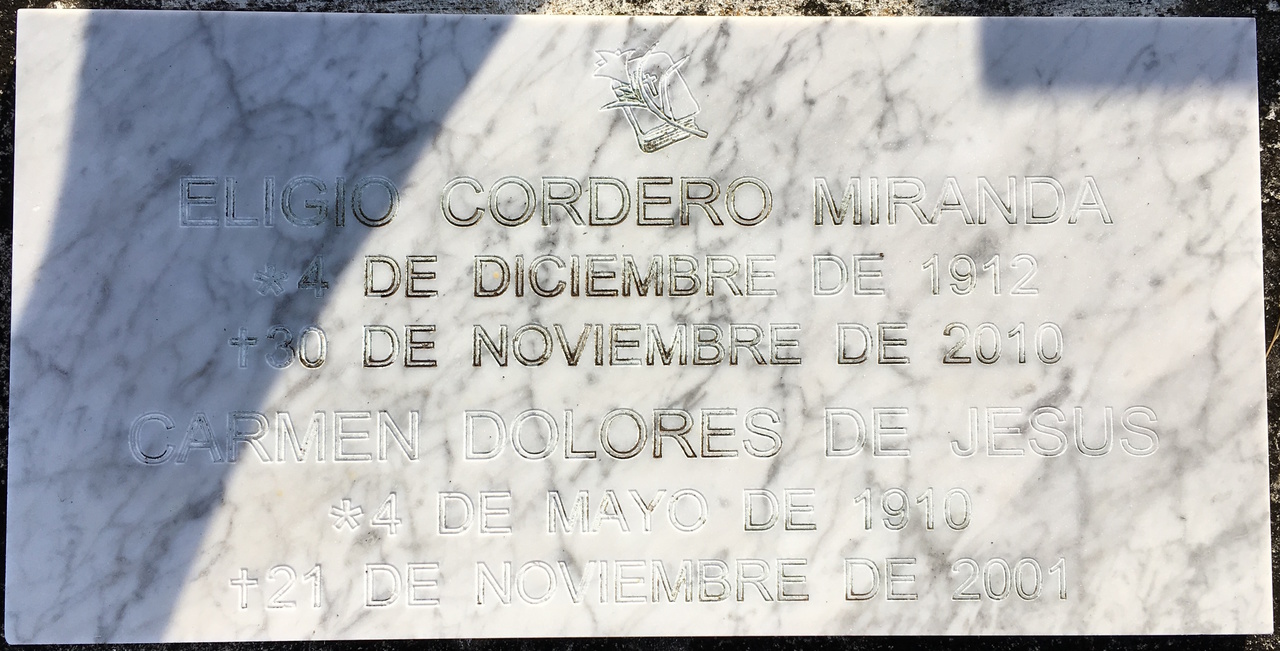 ELIGIO CORDERO MIRANDA
*4 DE DICIEMBRE DE 1912
†30 DE NOVIEMBRE DE 2010
CARMEN DOLORES DE JESUS
*4 DE MAYO DE 1910
†21 DE NOVIEMBRE DE 2001